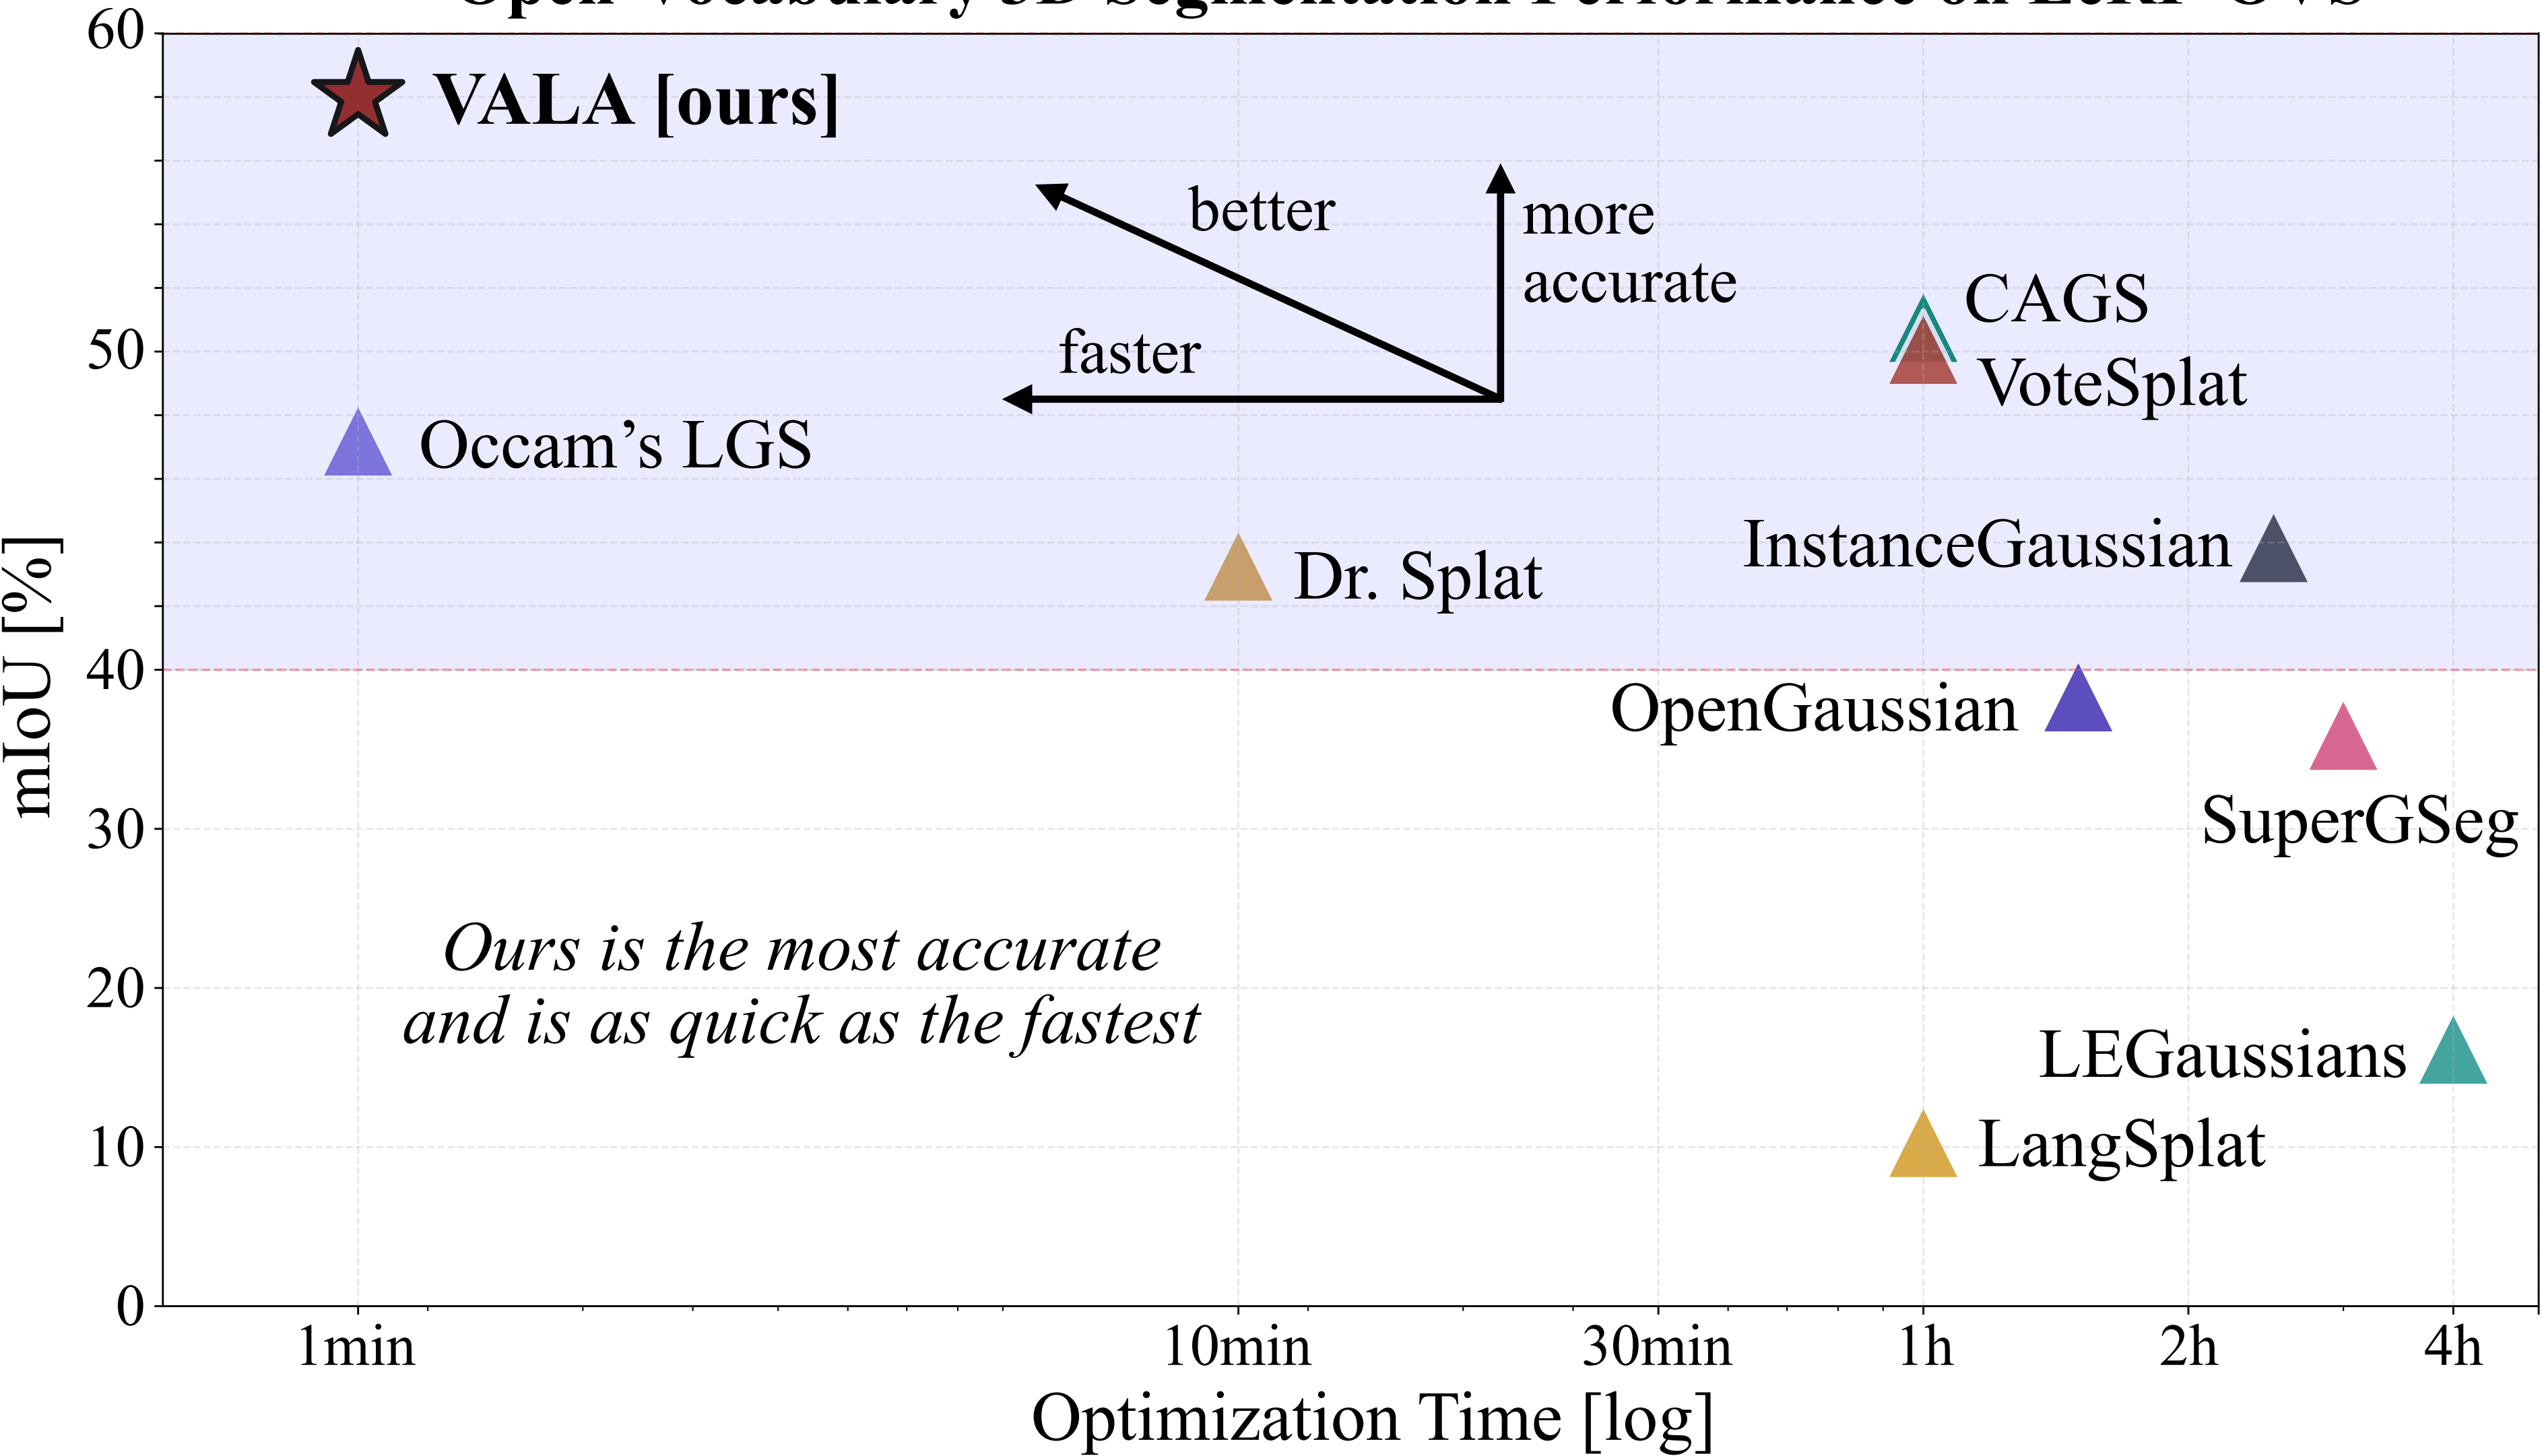 60
VALA [ours]
better
more
accurate
CAGS
50
faster
VoteSplat
Occam’s LGS
InstanceGaussian
Dr. Splat
40
OpenGaussian
mIoU [%]
30
SuperGSeg
Ours is the most accurate
20
and is as quick as the fastest
LEGaussians
10
LangSplat
0
1min
10min
30min
1h
2h
4h
Optimization Time [log]